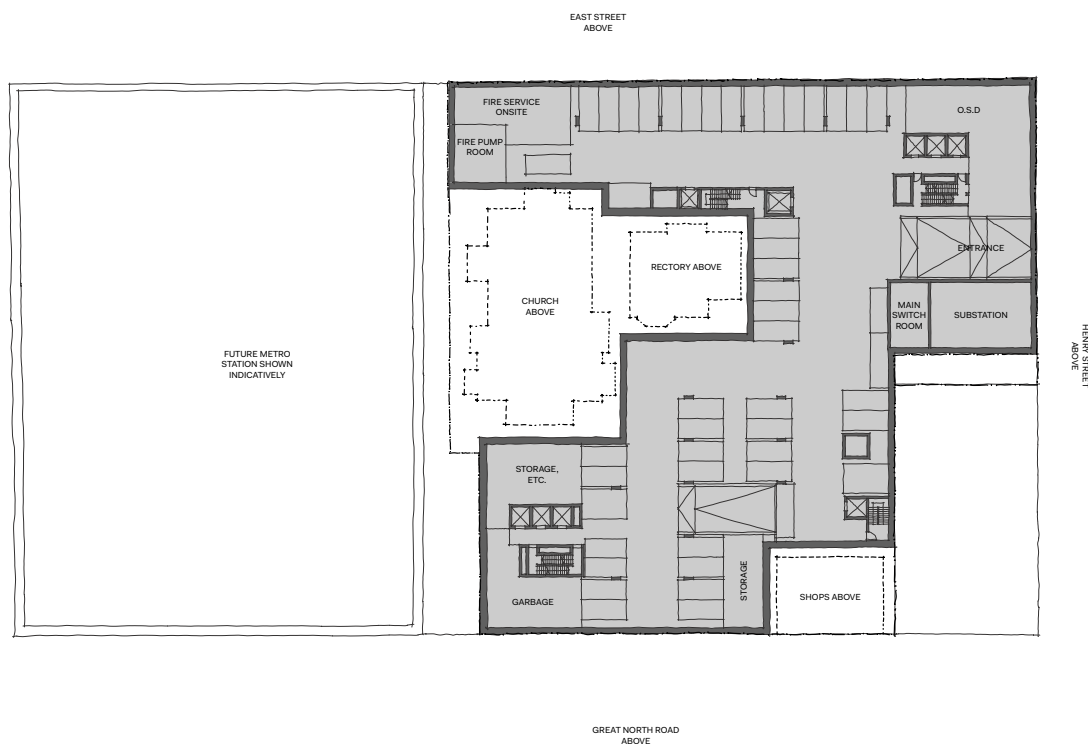 EAST STREET
ABOVE
FIRE SERVICE
ONSITE
O.S.D
FIRE PUMP
ROOM
ENTRANCE
RECTORY ABOVE
CHURCH
ABOVE
MAIN
SWITCH
ROOM
SUBSTATION
HENRY STREET
ABOVE
FUTURE METRO
STATION SHOWN
INDICATIVELY
STORAGE,
ETC.
STORAGE
GARBAGE
SHOPS ABOVE
GREAT NORTH ROAD
ABOVE